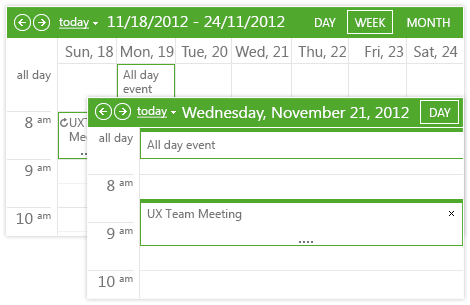 today 11/18/2012 - 24/11/2012 DAY WEEK MONTH
Sun, 18 Mon, 19 Tue, 20 Wed, 21 Thu, 22 Fri, 23 Sat, 24
all day All day
event
8 am UX
Me
9 am
10 am
today Wednesday, November 21, 2012 DAY
all day All day event
8 am
UX Team Meeting
9 am
10 am